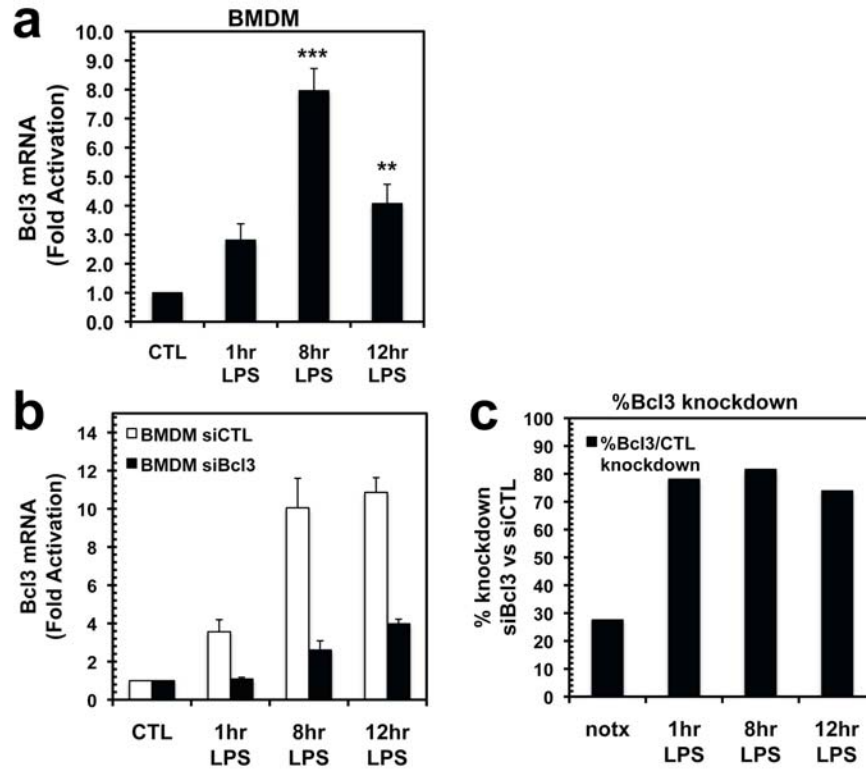 a
BMDM
Bcl3 mRNA
(Fold Activation)
10.0
9.0
8.0
7.0
6.0
5.0
4.0
3.0
2.0
1.0
0.0
***
**
CTL 1hr 8hr 12hr
LPS LPS LPS
b
Bcl3 mRNA
(Fold Activation)
14
12
10
8
6
4
2
0
BMDM siCTL
BMDM siBcl3
CTL 1hr 8hr 12hr
LPS LPS LPS
c
%Bcl3 knockdown
% knockdown
siBcl3 vs siCTL
100
90
80
70
60
50
40
30
20
10
0
%Bcl3/CTL
knockdown
notx 1hr 8hr 12hr
LPS LPS LPS